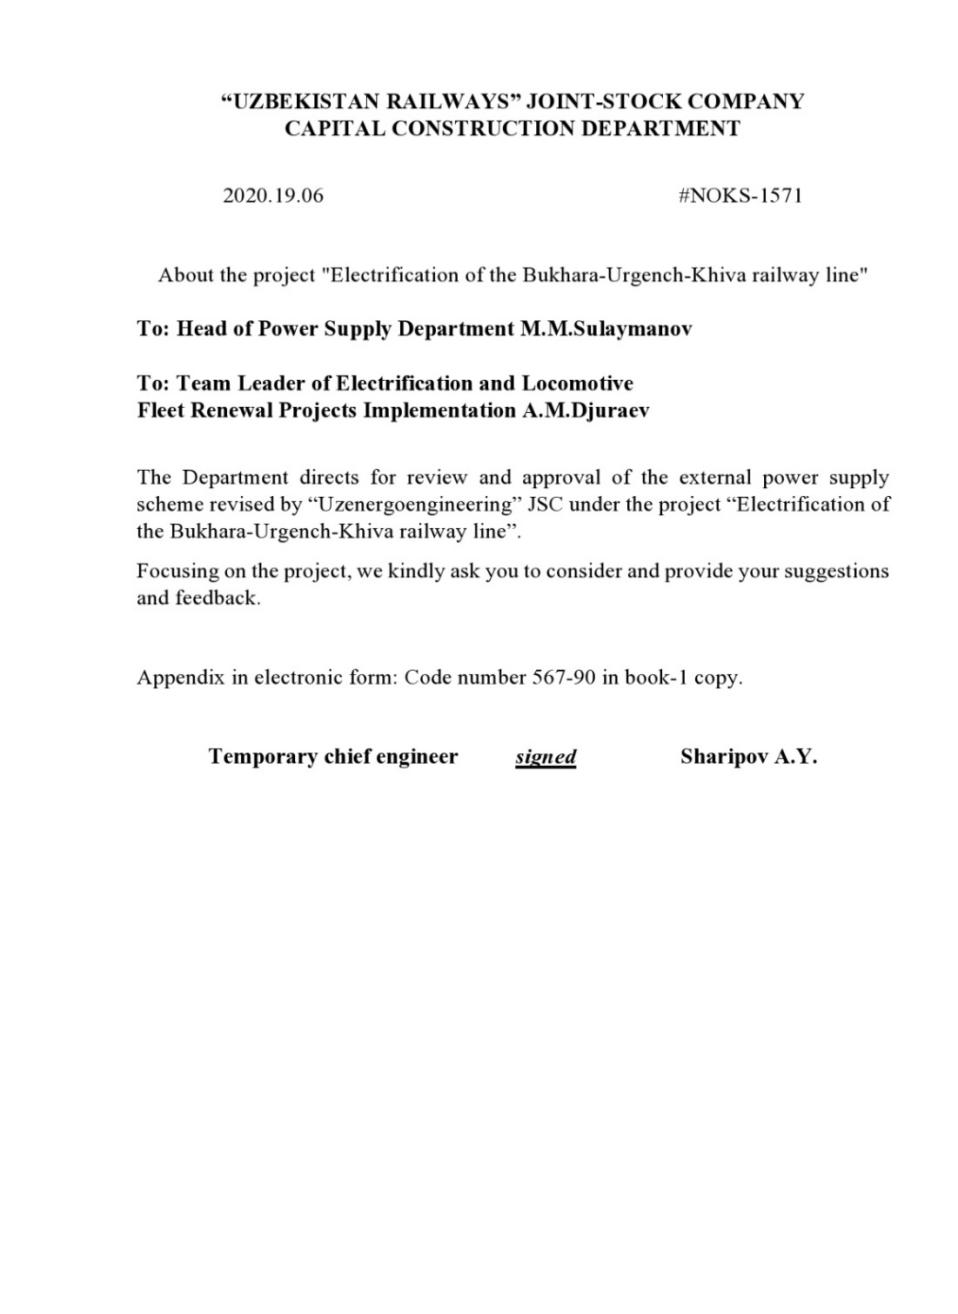 “UZBEKISTAN RAILWAYS” JOINT-STOCK COMPANY
CAPITAL CONSTRUCTION DEPARTMENT
2020.19.06 #NOKS-1571
About the project "Electrification of the Bukhara-Urgench-Khiva railway line"
To: Head of Power Supply Department M.M.Sulaymanov
To: Team Leader of Electrification and Locomotive
Fleet Renewal Projects Implementation A.M.Djuraev
The Department directs for review and approval of the external power supply
scheme revised by “Uzenergoengineering” JSC under the project “Electrification of
the Bukhara-Urgench-Khiva railway line”.
Focusing on the project, we kindly ask you to consider and provide your suggestions
and feedback.
Appendix in electronic form: Code number 567-90 in book-1 copy.
Temporary chief engineer signed Sharipov A.Y.